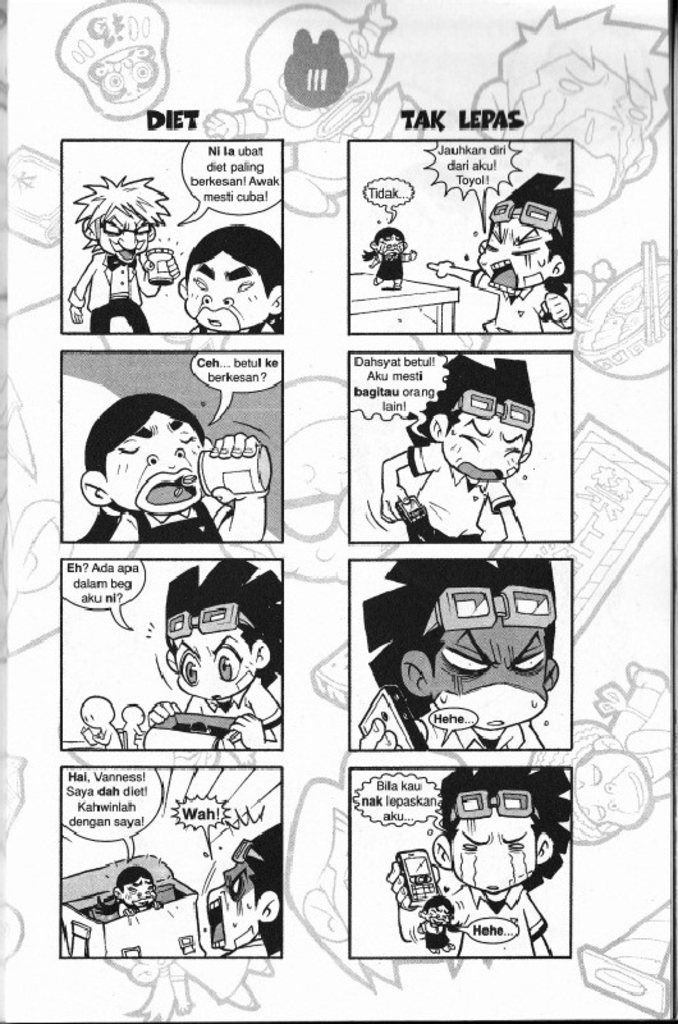 DIET
Ni la ubat
diet paling
berkesan! Awak
mesti cuba!
Ceh... betul ke
berkesan?
Eh? Ada apa
dalam beg
aku ni?
Hai, Vanness!
Saya dah diet!
Kahwinlah
dengan saya!
Wah!
TAK LEPAS
Jauhkan diri
dari aku!
Toyol!
Tidak...
Dahsyat betul!
Aku mesti
bagitau orang
lain!
Hehe...
Bila kau
nak lepaskan
aku...
Hehe...